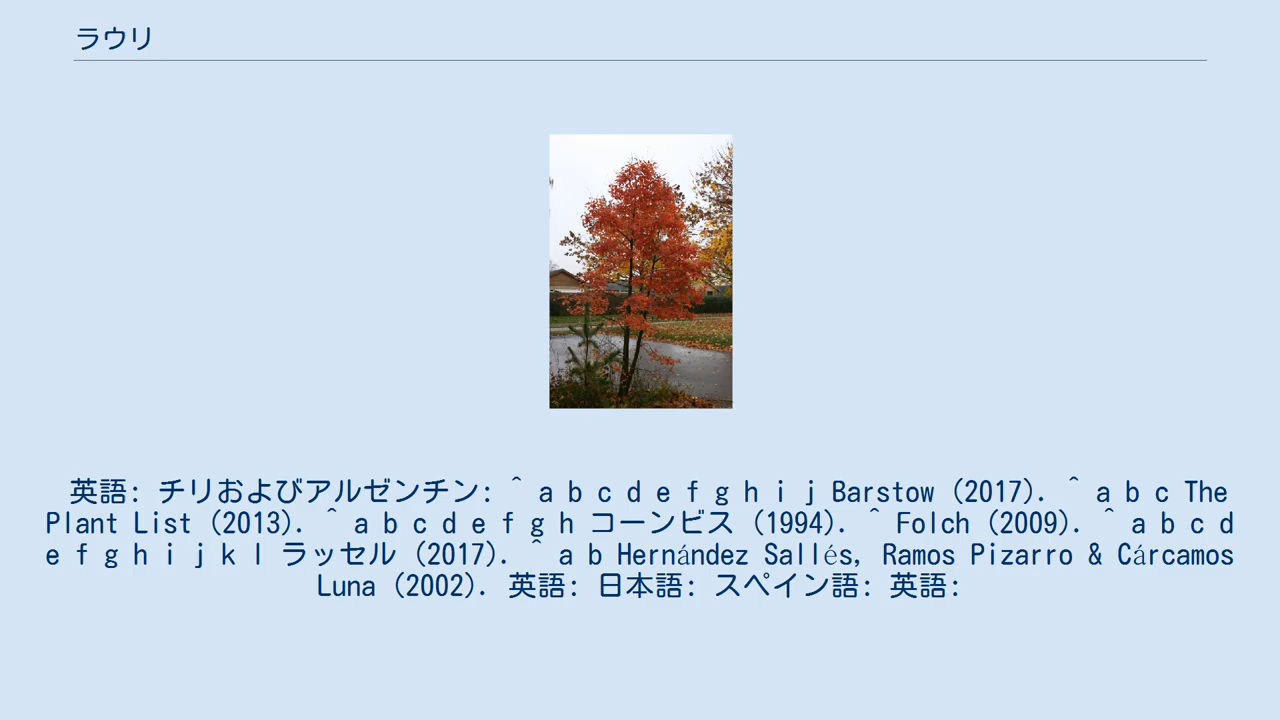 ラウリ
英語: チリおよびアルゼンチン: ^ a b c d e f g h i j Barstow (2017). ^ a b c The
Plant List (2013). ^ a b c d e f g h コーンビス (1994). ^ Folch (2009). ^ a b c d
e f g h i j k l ラッセル (2017). ^ a b Hernández Sallés, Ramos Pizarro & Cárcamos
Luna (2002). 英語: 日本語: スペイン語: 英語: